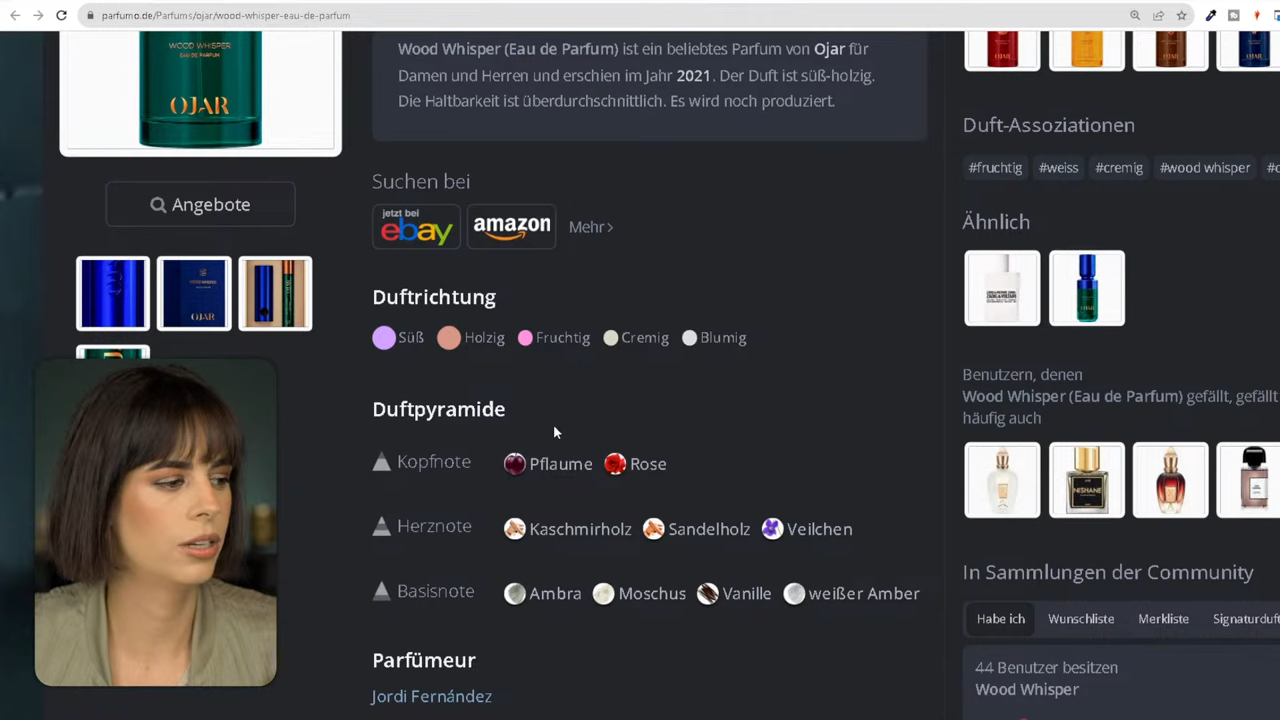 parfumo.de/Parfums/ojar/wood-whisper-eau-de-parfum
WOOD WHISPER
EAU DE PARFUM
OJAR
Angebote
OJAR
Wood Whisper (Eau de Parfum) ist ein beliebtes Parfum von Ojar für
Damen und Herren und erschien im Jahr 2021. Der Duft ist süß-holzig.
Die Haltbarkeit ist überdurchschnittlich. Es wird noch produziert.
Suchen bei
jetzt bei
ebay
amazon
Mehr
Duftrichtung
Süß Holzig Fruchtig Cremig Blumig
Duftpyramide
Kopfnote Pflaume Rose
Herznote Kaschmirholz Sandelholz Veilchen
Basisnote Ambra Moschus Vanille weißer Amber
Parfümeur
Jordi Fernández
Duft-Assoziationen
#fruchtig #weiss #cremig #wood whisper
Ähnlich
Benutzern, denen
Wood Whisper (Eau de Parfum) gefällt, gefällt
häufig auch
NISHANE
In Sammlungen der Community
Habe ich Wunschliste Merkliste Signaturduft
44 Benutzer besitzen
Wood Whisper